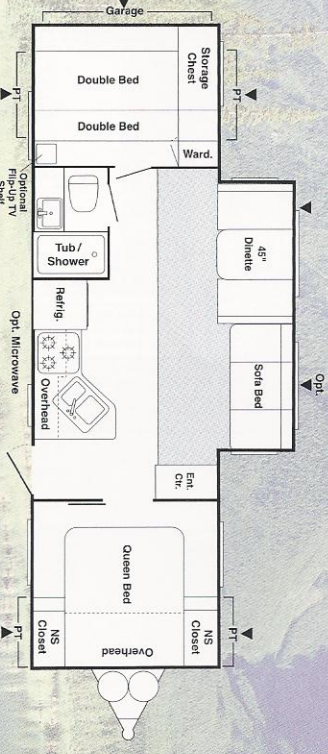 Garage
Storage
Chest
Double Bed
PT
PT
Double Bed
Ward.
Optional
Flip-Up TV
Shelf
45"
Dinette
Tub /
Shower
Refrig.
Opt. Microwave
Overhead
Sofa Bed
Opt.
Ent.
Ctr.
Queen Bed
NS
Closet
Overhead
NS
Closet
PT
PT